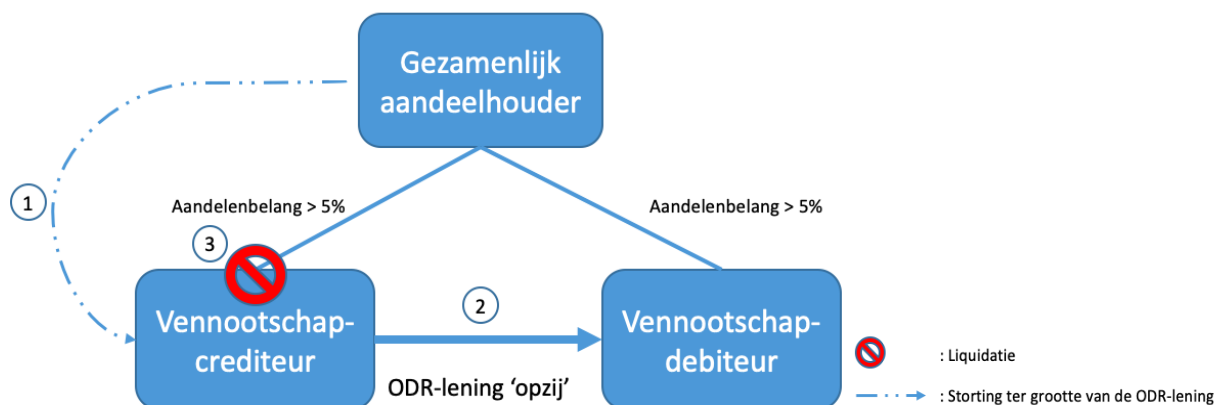 Gezamenlijk
aandeelhouder
1
Aandelenbelang > 5%
Aandelenbelang > 5%
3
Vennootschap-
crediteur
2
ODR-lening ‘opzij’
Vennootschap-
debiteur
: Liquidatie
: Storting ter grootte van de ODR-lening